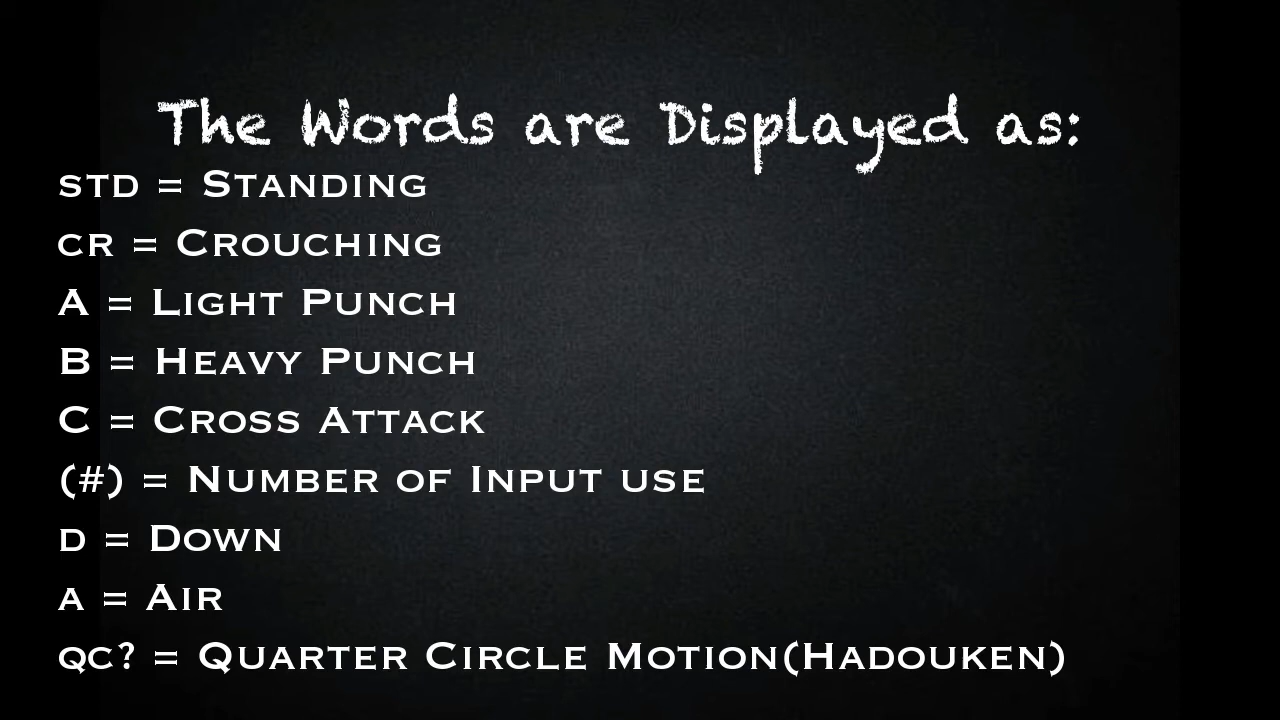 The Words are Displayed as:
std = Standing
cr = Crouching
A = Light Punch
B = Heavy Punch
C = Cross Attack
(#) = Number of Input use
d = Down
a = Air
qc? = Quarter Circle Motion(Hadouken)